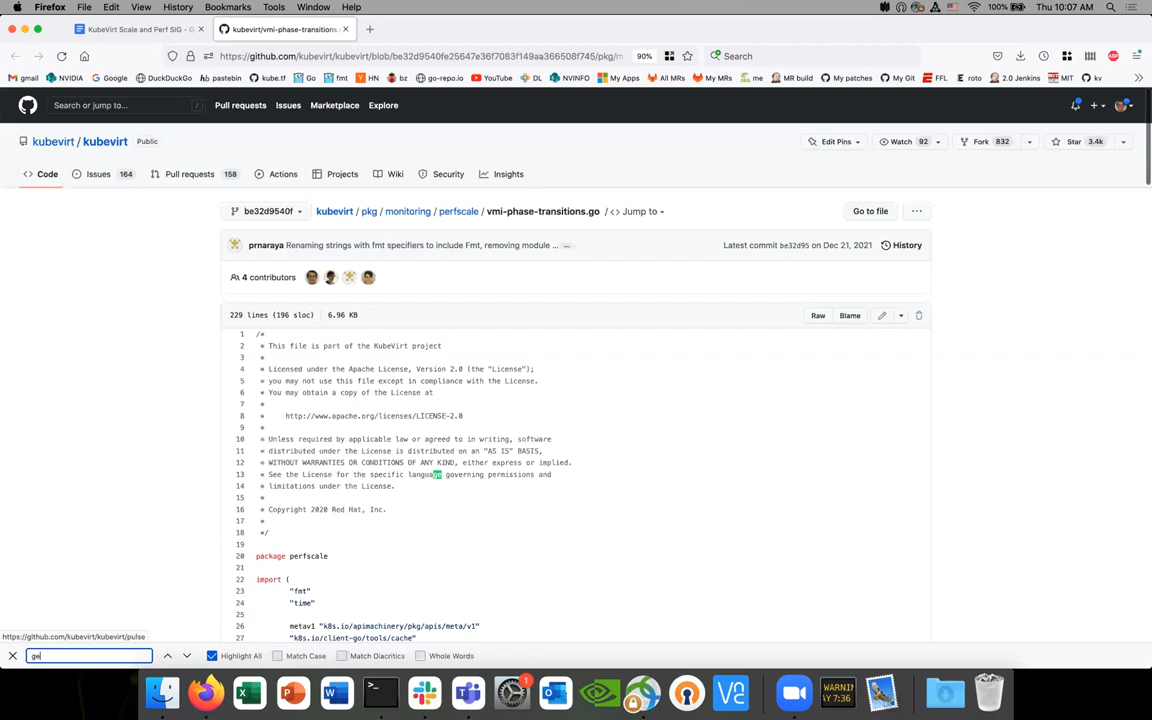 Firefox File Edit View History Bookmarks Tools Window Help 100% Thu 10:07 AM
KubeVirt Scale and Perf SIG - G × kubevirt/vmi-phase-transitions. × +
https://github.com/kubevirt/kubevirt/blob/be32d9540fe25647e36f7083f149aa366508f745/pkg/m 90% Search
gmail NVIDIA Google DuckDuckGo pastebin kube.tf Go fmt HN bz go-repo.io YouTube DL NVINFO My Apps All MRs My MRs me MR build My patches My Git FFL roto 2.0 Jenkins MIT kv
Search or jump to... / Pull requests Issues Marketplace Explore
kubevirt / kubevirt Public Edit Pins Watch 92 Fork 832 Star 3.4k
Code Issues 164 Pull requests 158 Actions Projects Wiki Security Insights
be32d9540f kubevirt / pkg / monitoring / perfscale / vmi-phase-transitions.go / <> Jump to Go to file ...
prnaraya Renaming strings with fmt specifiers to include Fmt, removing module ... Latest commit be32d95 on Dec 21, 2021 History
4 contributors
229 lines (196 sloc) 6.96 KB Raw Blame
1 /*
2 * This file is part of the KubeVirt project
3 *
4 * Licensed under the Apache License, Version 2.0 (the "License");
5 * you may not use this file except in compliance with the License.
6 * You may obtain a copy of the License at
7 *
8 * http://www.apache.org/licenses/LICENSE-2.0
9 *
10 * Unless required by applicable law or agreed to in writing, software
11 * distributed under the License is distributed on an "AS IS" BASIS,
12 * WITHOUT WARRANTIES OR CONDITIONS OF ANY KIND, either express or implied.
13 * See the License for the specific language governing permissions and
14 * limitations under the License.
15 *
16 * Copyright 2020 Red Hat, Inc.
17 *
18 */
19
20 package perfscale
21
22 import (
23 "fmt"
24 "time"
25
26 metav1 "k8s.io/apimachinery/pkg/apis/meta/v1"
27 "k8s.io/client-go/tools/cache"
https://github.com/kubevirt/kubevirt/pulse
ge Highlight All Match Case Match Diacritics Whole Words
1
WARNIN
Y 7:36